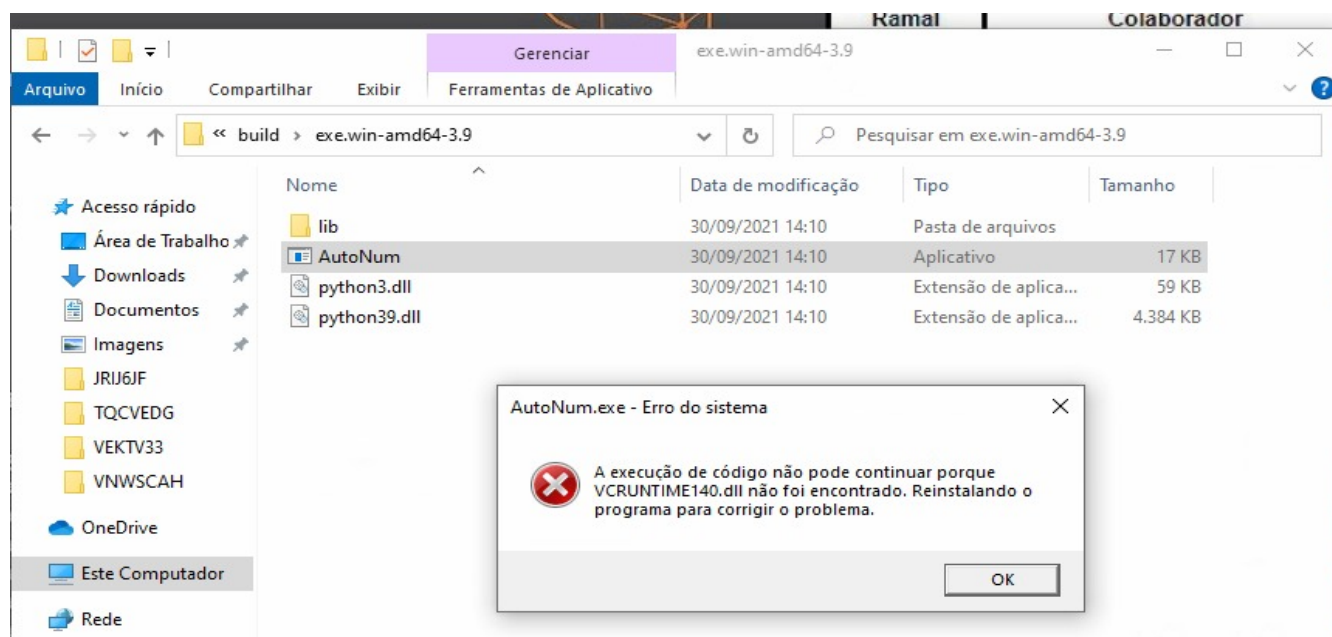 Ramal Colaborador
Gerenciar exe.win-amd64-3.9
Arquivo Início Compartilhar Exibir Ferramentas de Aplicativo
« build › exe.win-amd64-3.9 Pesquisar em exe.win-amd64-3.9
Nome Data de modificação Tipo Tamanho
Acesso rápido
Área de Trabalho
Downloads
Documentos
Imagens
JRIJ6JF
TQCVEDG
VEKTV33
VNWSCAH
OneDrive
Este Computador
Rede
lib 30/09/2021 14:10 Pasta de arquivos
AutoNum 30/09/2021 14:10 Aplicativo 17 KB
python3.dll 30/09/2021 14:10 Extensão de aplica... 59 KB
python39.dll 30/09/2021 14:10 Extensão de aplica... 4.384 KB
AutoNum.exe - Erro do sistema
A execução de código não pode continuar porque
VCRUNTIME140.dll não foi encontrado. Reinstalando o
programa para corrigir o problema.
OK